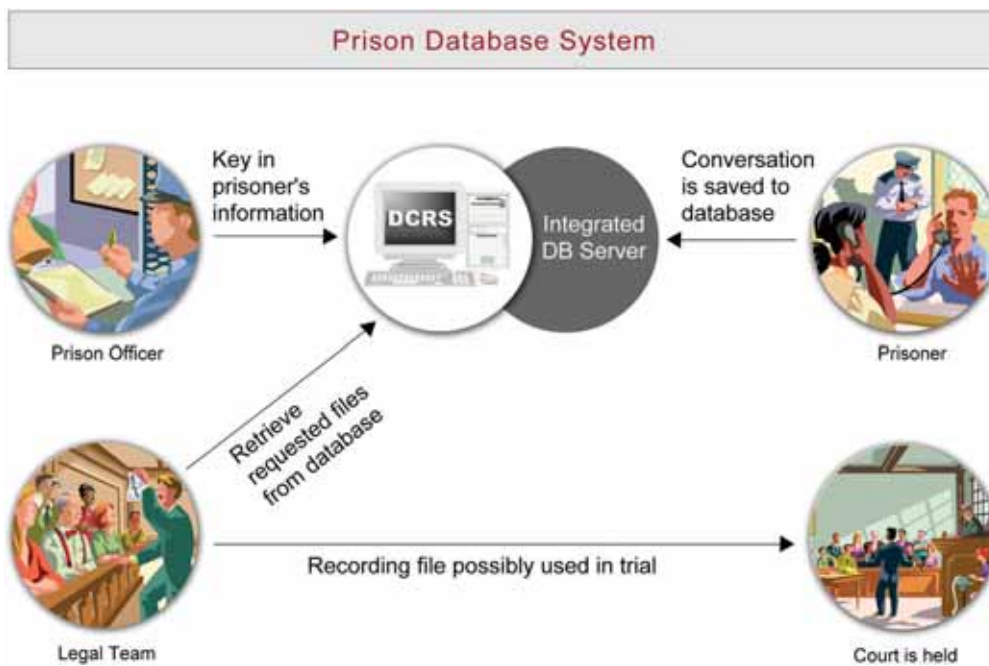 Prison Database System
Key in
prisoner's
information
DCRS
Integrated
DB Server
Conversation
is saved to
database
Prison Officer
Prisoner
Retrieve
requested files
from database
Recording file possibly used in trial
Legal Team
Court is held